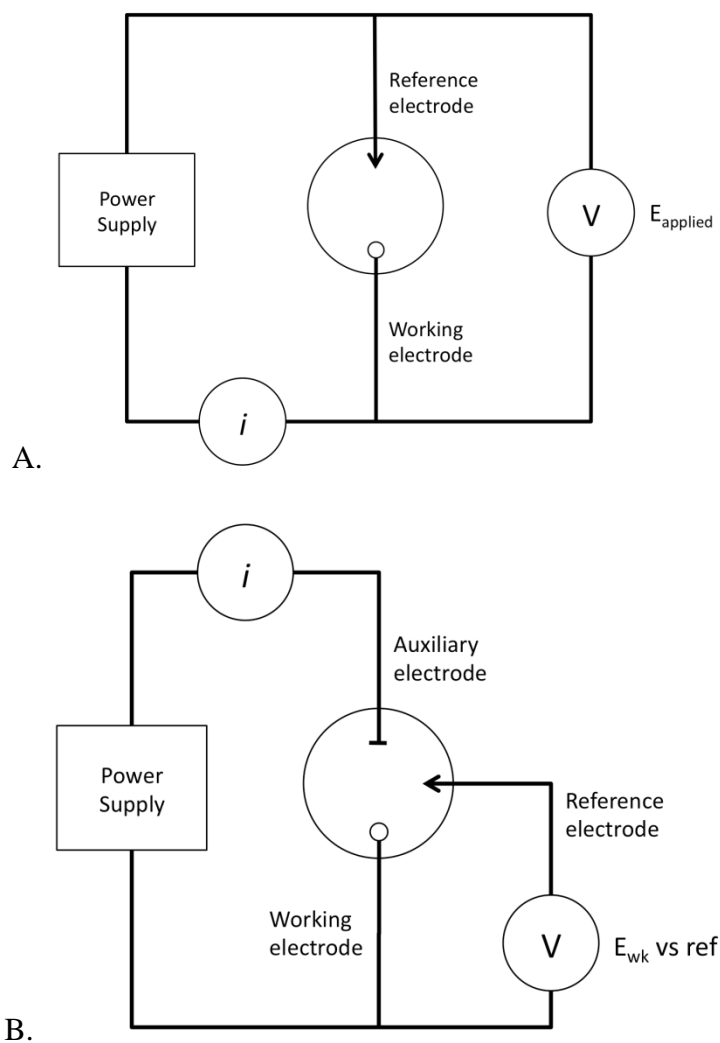 Reference
electrode
Power
Supply
V
E_applied
Working
electrode
i
A.
i
Auxiliary
electrode
Power
Supply
Reference
electrode
Working
electrode
V
E_wk vs ref
B.